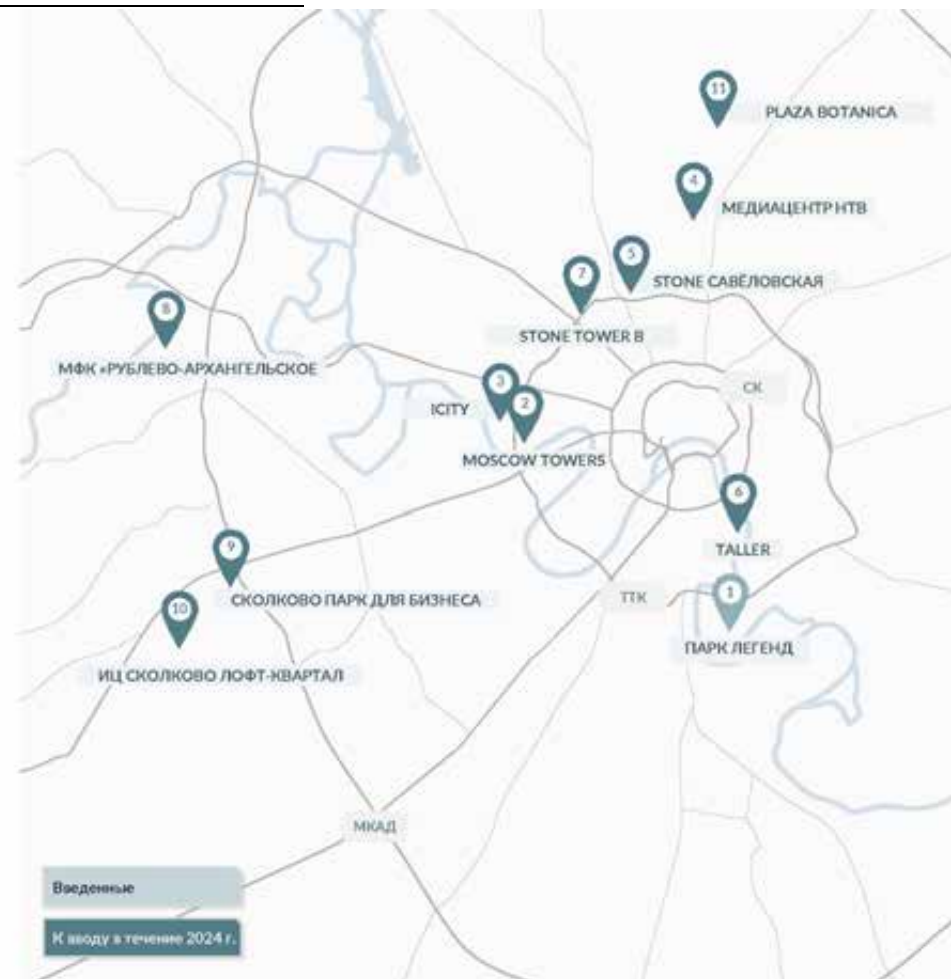 11
PLAZA BOTANICA
4
МЕДИАЦЕНТР НТВ
5
STONE САВЁЛОВСКАЯ
7
STONE TOWER B
8
МФК «РУБЛЕВО-АРХАНГЕЛЬСКОЕ
3
ICITY
2
MOSCOW TOWERS
СК
6
TALLER
9
СКОЛКОВО ПАРК ДЛЯ БИЗНЕСА
ТТК
1
ПАРК ЛЕГЕНД
10
ИЦ СКОЛКОВО ЛОФТ-КВАРТАЛ
МКАД
Введенные
К вводу в течение 2024 г.